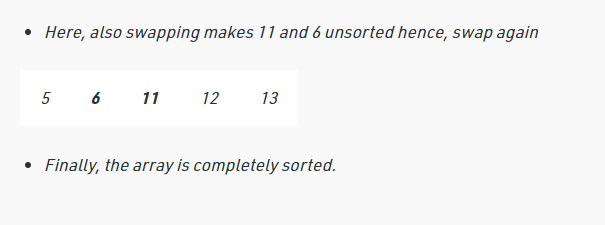 Here, also swapping makes 11 and 6 unsorted hence, swap again
5 6 11 12 13
Finally, the array is completely sorted.